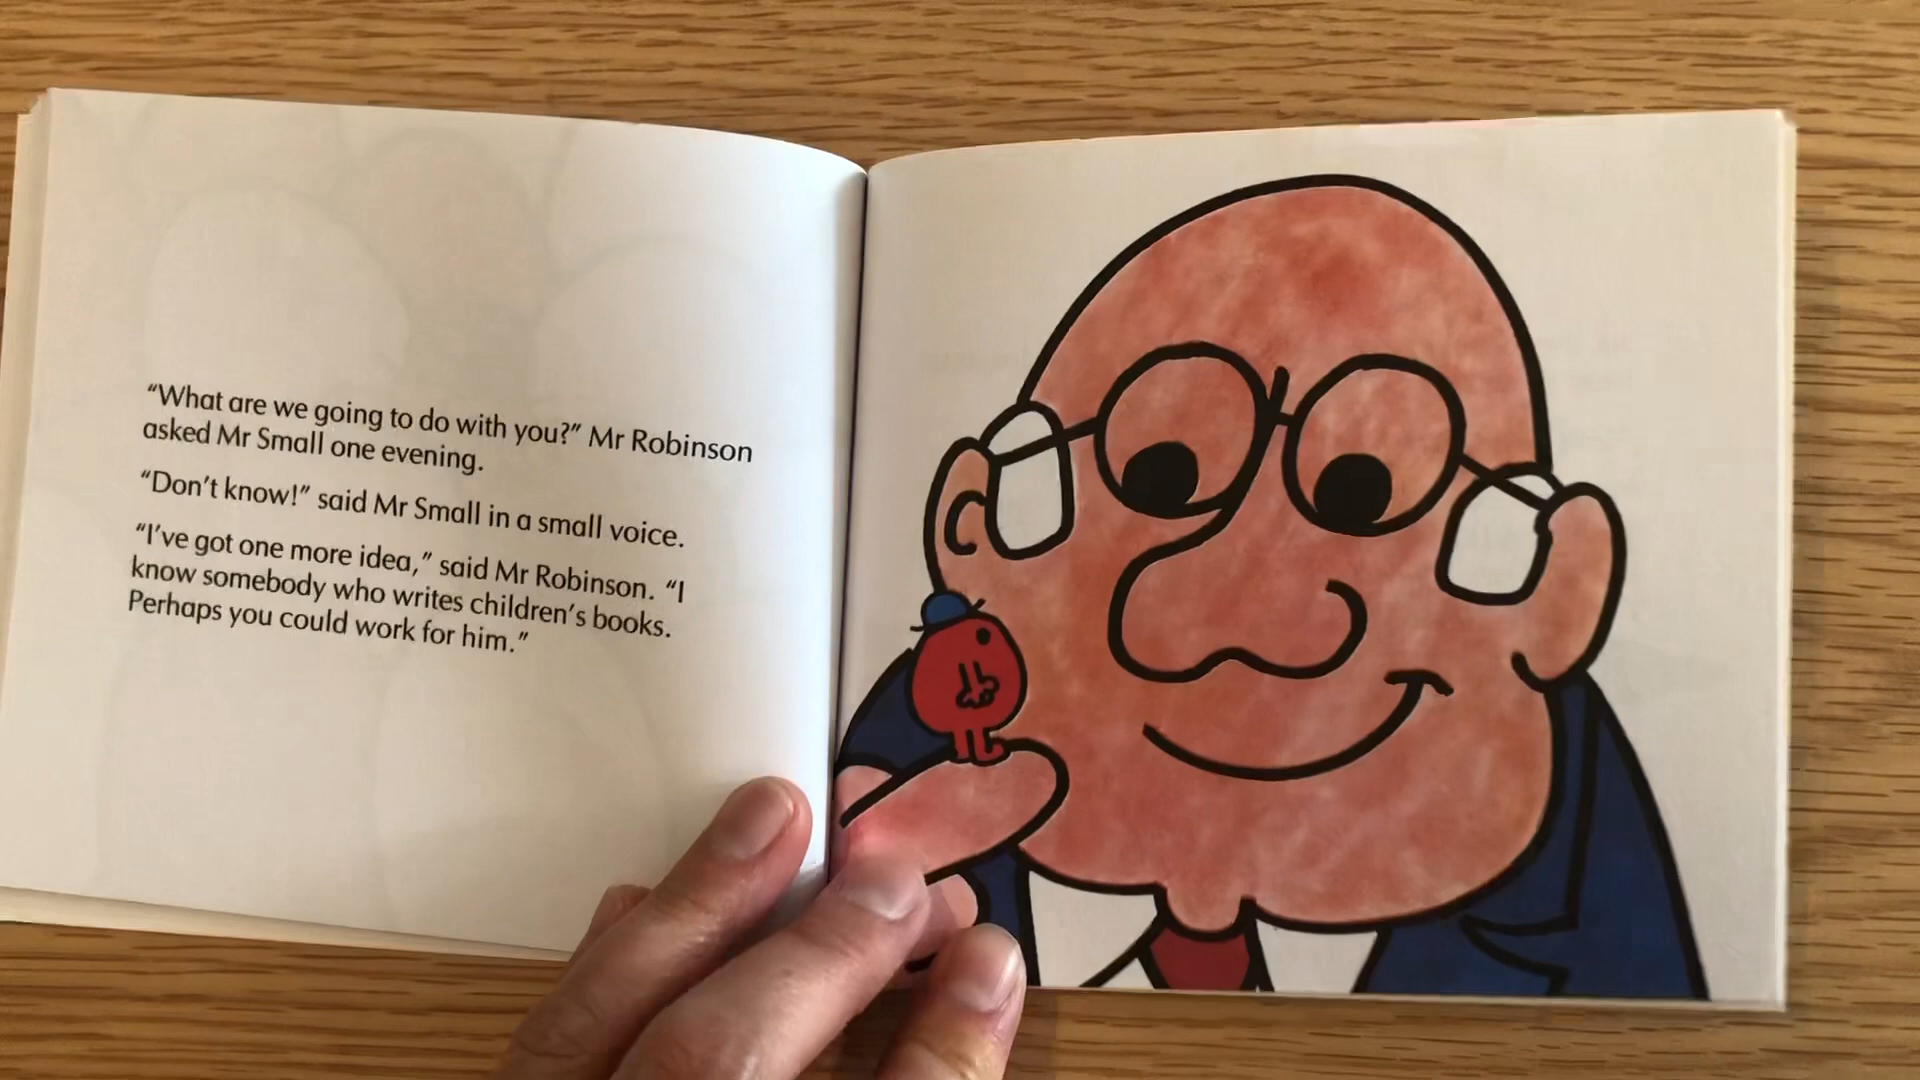 “What are we going to do with you?” Mr Robinson
asked Mr Small one evening.
“Don’t know!” said Mr Small in a small voice.
“I’ve got one more idea,” said Mr Robinson. “I
know somebody who writes children’s books.
Perhaps you could work for him.”